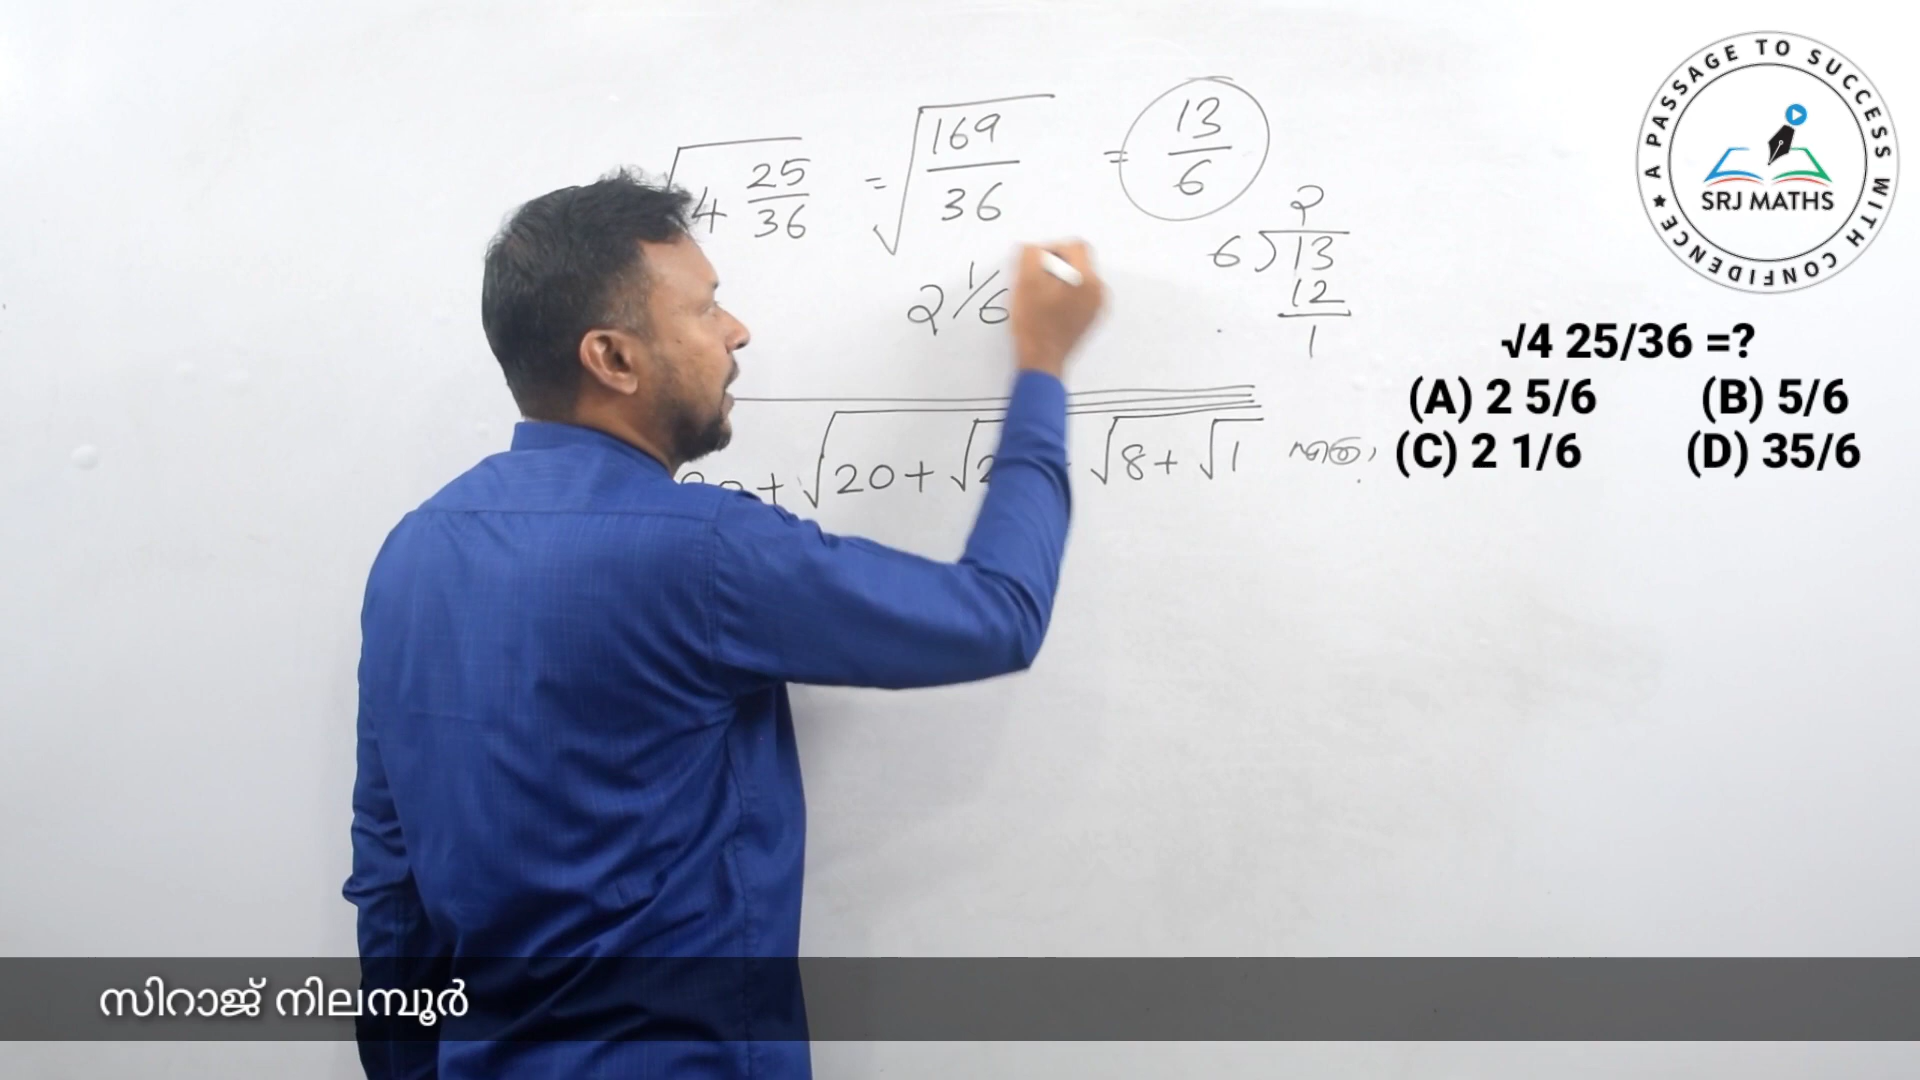 A PASSAGE TO SUCCESS WITH CONFIDENCE
SRJ MATHS
4 25/36 = √169/36 = 13/6
2
6)13
12
1
2 1/6
√4 25/36 =?
(A) 2 5/6 (B) 5/6
(C) 2 1/6 (D) 35/6
+ √20 + √2 √8 + √1
സിറാജ് നിലമ്പൂർ